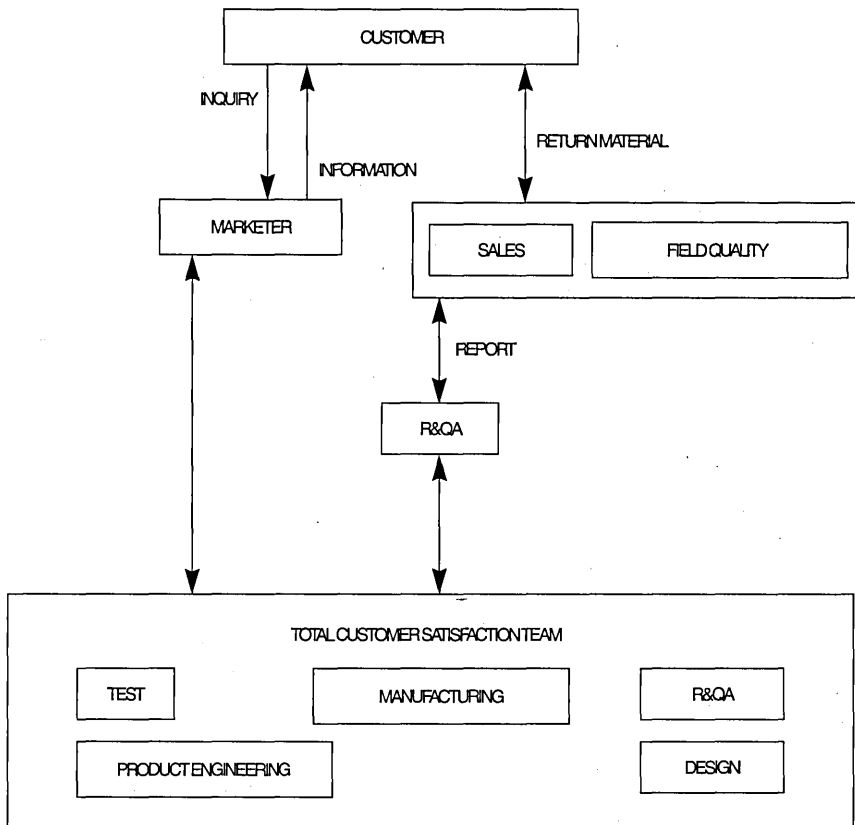 CUSTOMER
INQUIRY
INFORMATION
RETURN MATERIAL
MARKETER
SALES
FIELD QUALITY
REPORT
R&QA
TOTAL CUSTOMER SATISFACTION TEAM
TEST
MANUFACTURING
R&QA
PRODUCT ENGINEERING
DESIGN